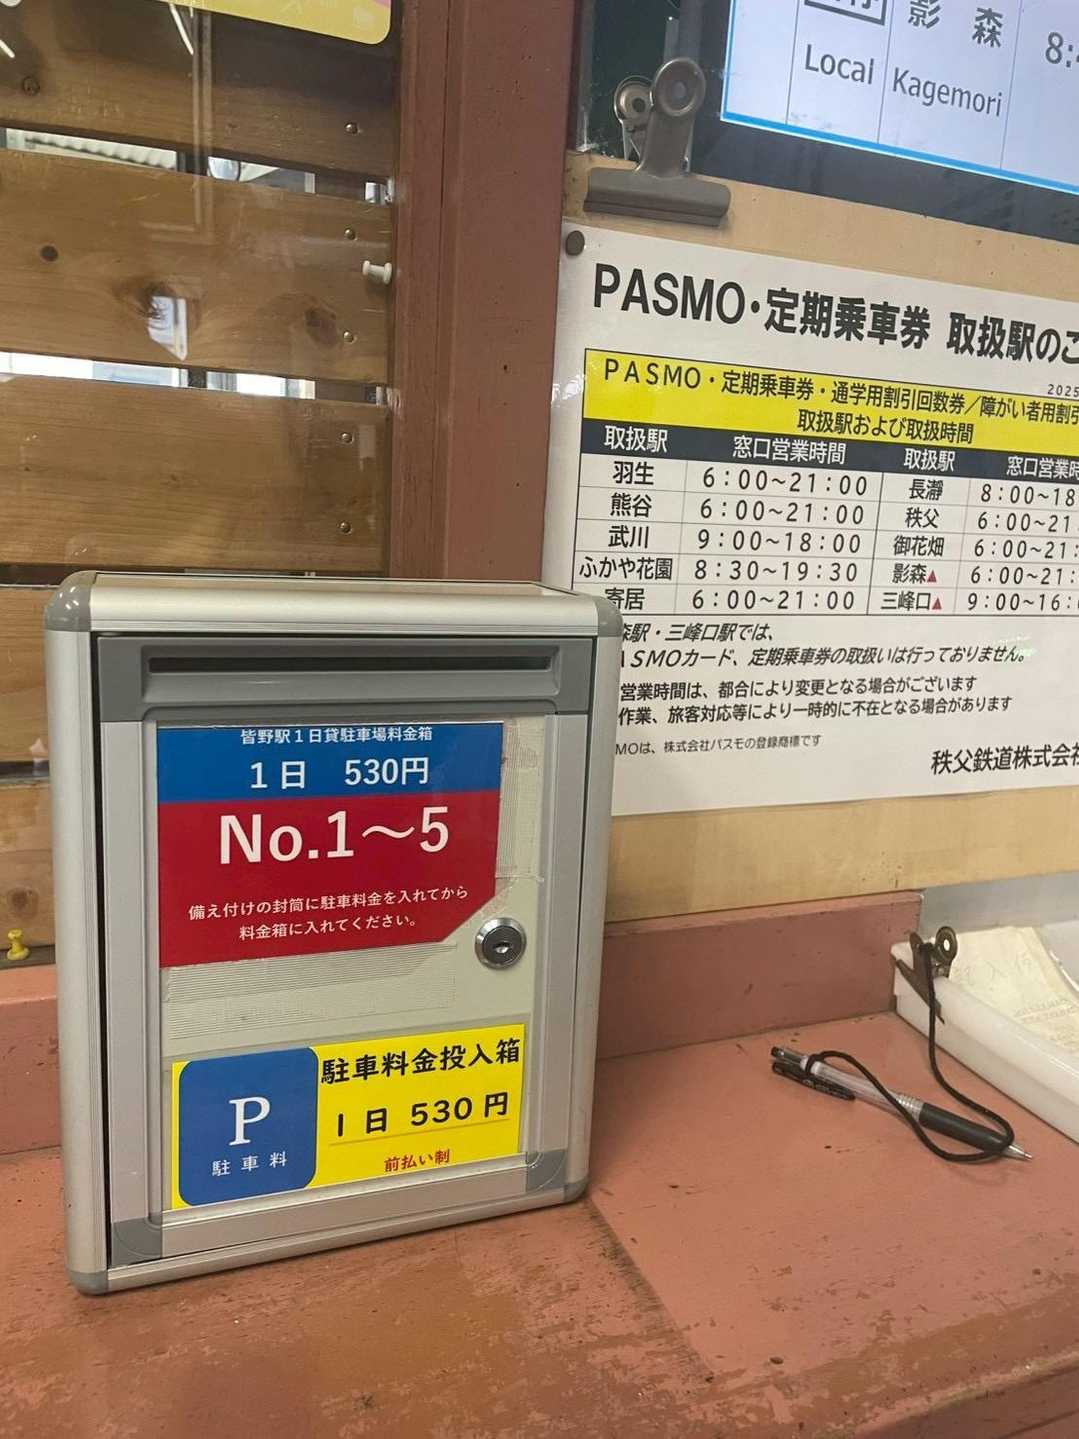 影森
Local Kagemori
PASMO・定期乗車券 取扱駅の
2025
PASMO・定期乗車券・通学用割引回数券／障がい者用割引
取扱駅および取扱時間
取扱駅 窓口営業時間 取扱駅 窓口営業時
羽生 6：00～21：00 長瀞 8：00～18
熊谷 6：00～21：00 秩父 6：00～21
武川 9：00～18：00 御花畑 6：00～21：
ふかや花園 8：30～19：30 影森▲ 6：00～21：
寄居 6：00～21：00 三峰口▲ 9：00～16：
森駅・三峰口駅では、
ASMOカード、定期乗車券の取扱いは行っておりません。
営業時間は、都合により変更となる場合がございます
作業、旅客対応等により一時的に不在となる場合があります
MOは、株式会社パスモの登録商標です
秩父鉄道株式会社
皆野駅１日貸駐車場料金箱
１日 530円
No.1～5
備え付けの封筒に駐車料金を入れてから
料金箱に入れてください。
P
駐車料
駐車料金投入箱
１日 530円
前払い制